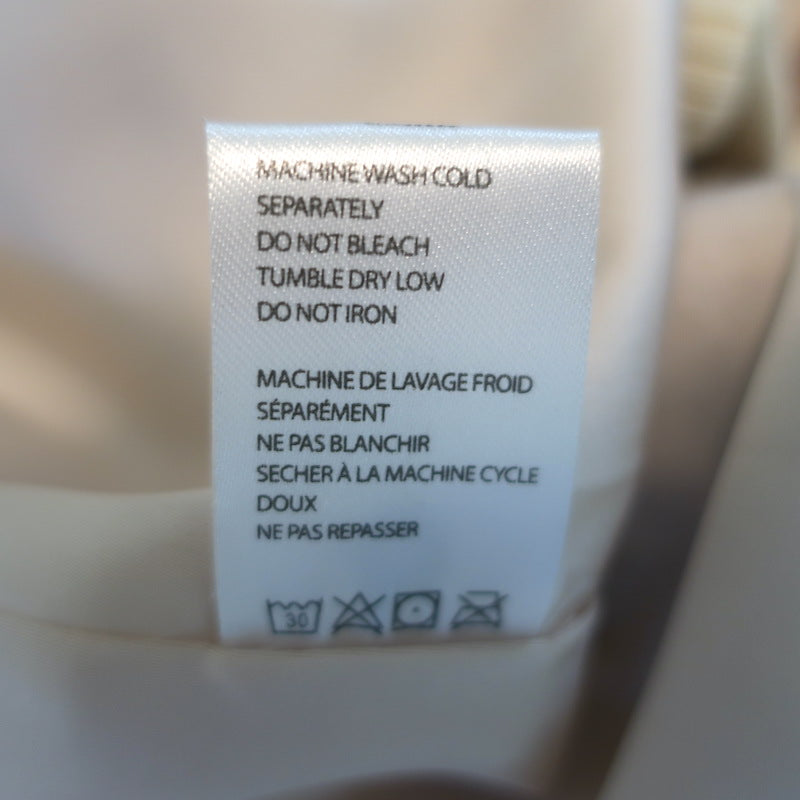 MACHINE WASH COLD
SEPARATELY
DO NOT BLEACH
TUMBLE DRY LOW
DO NOT IRON
MACHINE DE LAVAGE FROID
SÉPARÉMENT
NE PAS BLANCHIR
SECHER À LA MACHINE CYCLE
DOUX
NE PAS REPASSER
30